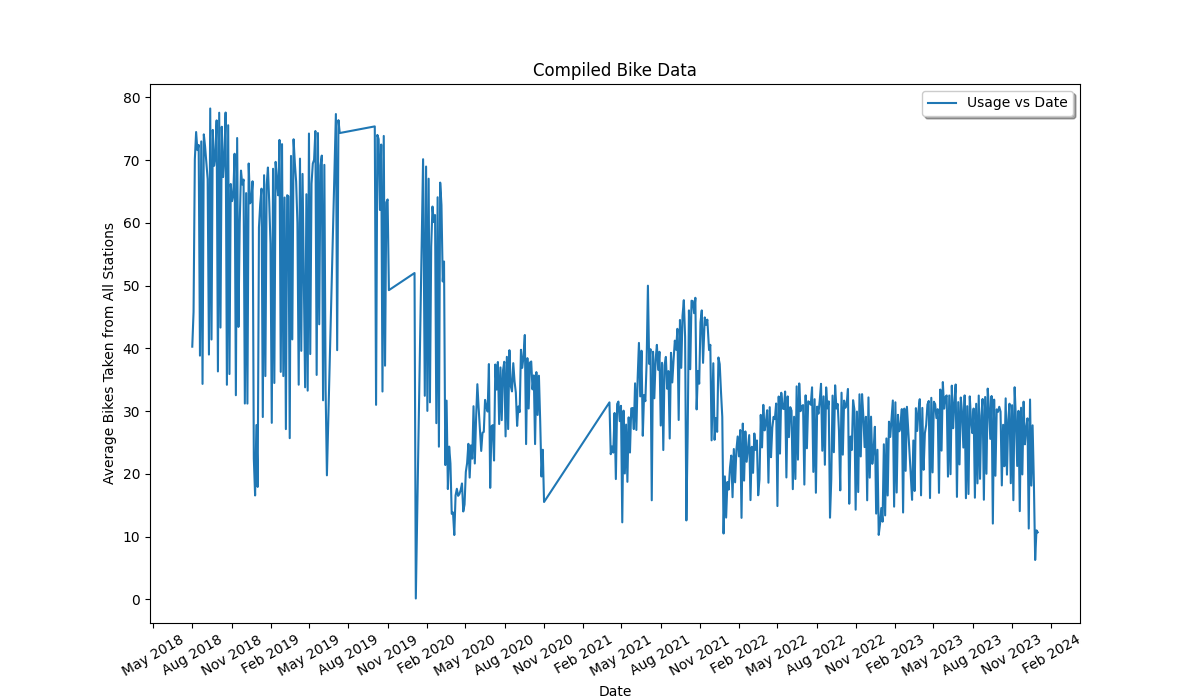 Compiled Bike Data
Usage vs Date
Average Bikes Taken from All Stations
80
70
60
50
40
30
20
10
0
May 2018
Aug 2018
Nov 2018
Feb 2019
May 2019
Aug 2019
Nov 2019
Feb 2020
May 2020
Aug 2020
Nov 2020
Feb 2021
May 2021
Aug 2021
Nov 2021
Feb 2022
May 2022
Aug 2022
Nov 2022
Feb 2023
May 2023
Aug 2023
Nov 2023
Feb 2024
Date